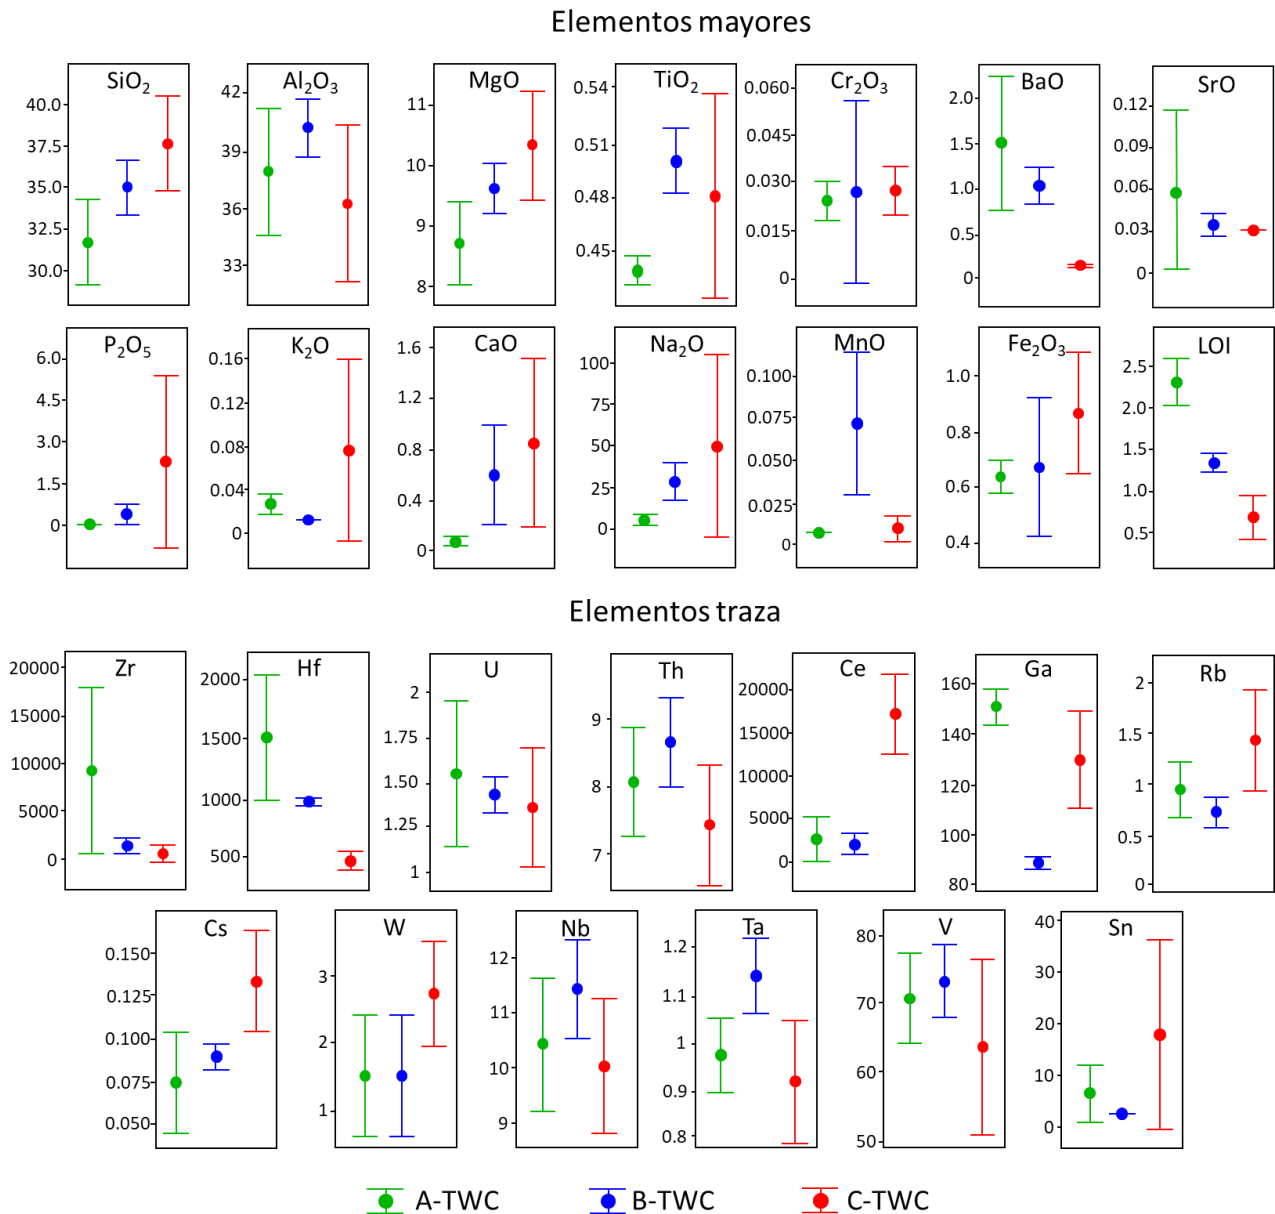 Elementos mayores
SiO₂ Al₂O₃ MgO TiO₂ Cr₂O₃ BaO SrO
40.0 37.5 35.0 32.5 30.0
42 39 36 33
11 10 9 8
0.54 0.51 0.48 0.45
0.060 0.045 0.030 0.015 0
2.0 1.5 1.0 0.5 0
0.12 0.09 0.06 0.03 0
P₂O₅ K₂O CaO Na₂O MnO Fe₂O₃ LOI
6.0 4.5 3.0 1.5 0
0.16 0.12 0.08 0.04 0
1.6 1.2 0.8 0.4 0
100 75 50 25 0
0.100 0.075 0.050 0.025 0
1.0 0.8 0.6 0.4
2.5 2.0 1.5 1.0 0.5
Elementos traza
Zr Hf U Th Ce Ga Rb
20000 15000 10000 5000 0
2000 1500 1000 500
2 1.75 1.5 1.25 1
9 8 7
20000 15000 10000 5000 0
160 140 120 100 80
2 1.5 1 0.5 0
Cs W Nb Ta V Sn
0.150 0.125 0.100 0.075 0.050
3 2 1
12 11 10 9
1.2 1.1 1 0.9 0.8
80 70 60 50
40 30 20 10 0
A-TWC B-TWC C-TWC